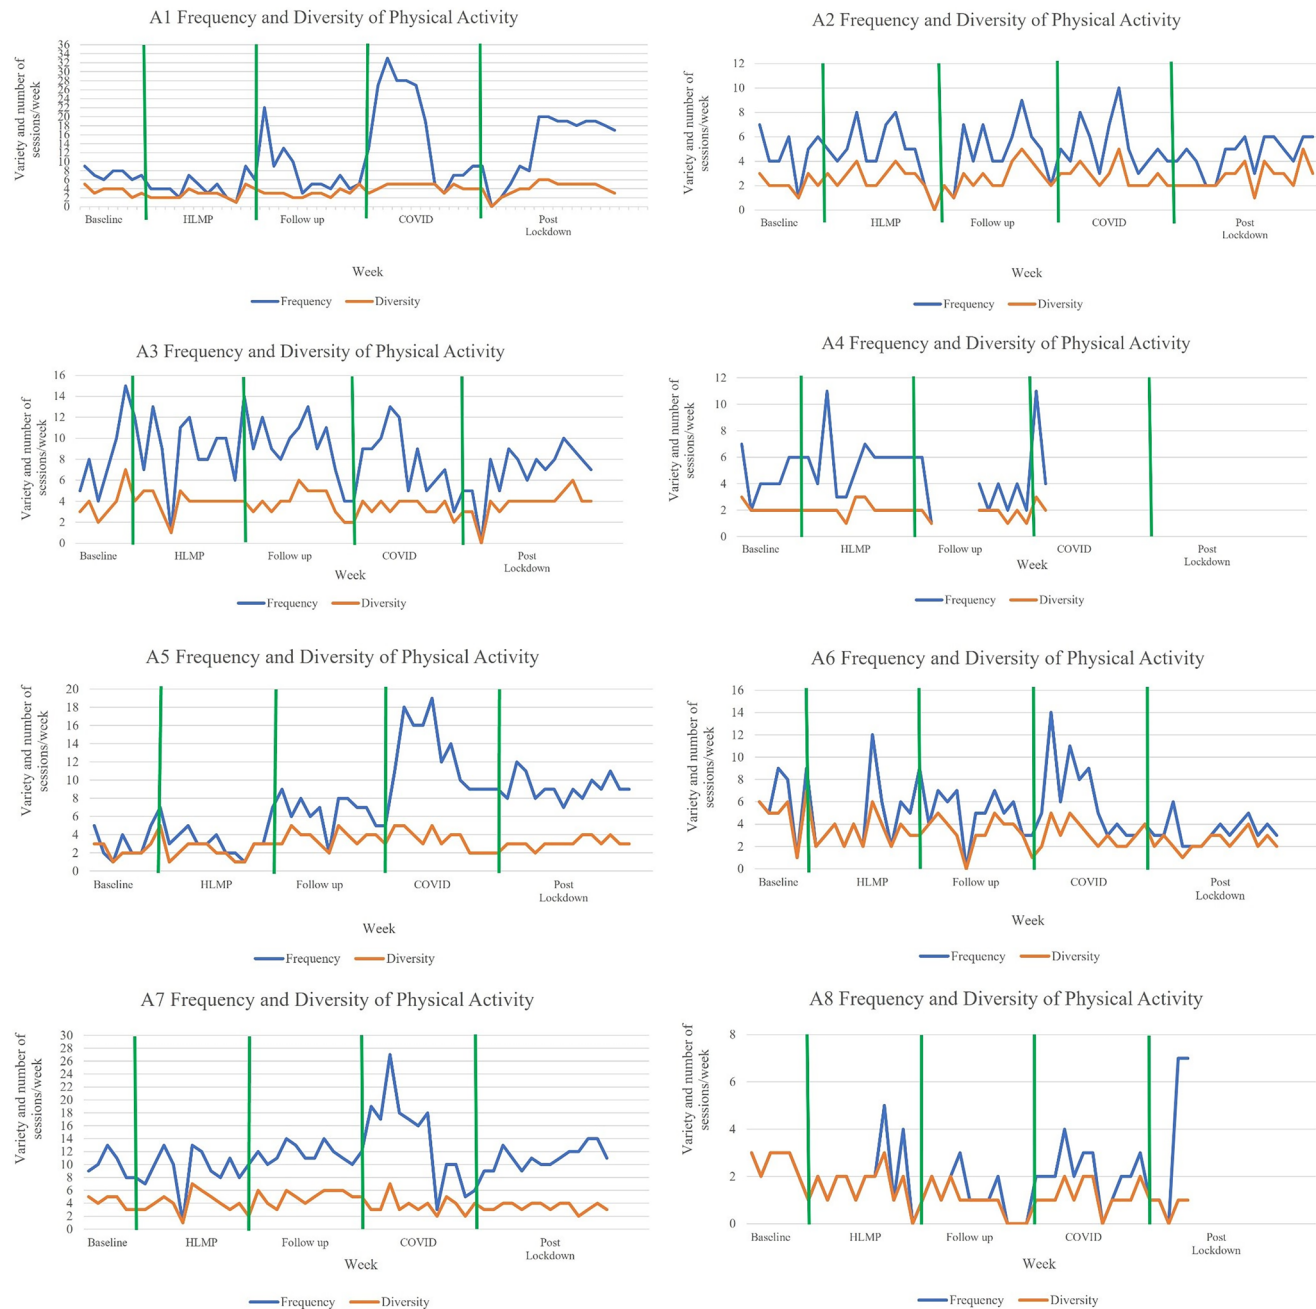 A1 Frequency and Diversity of Physical Activity
Variety and number of
sessions/week
36
34
32
30
28
26
24
22
20
18
16
14
12
10
8
6
4
2
0
Baseline HLMP Follow up COVID Post
Lockdown
Week
Frequency Diversity
A2 Frequency and Diversity of Physical Activity
Variety and number of
sessions/week
12
10
8
6
4
2
0
Baseline HLMP Follow up COVID Post
Lockdown
Week
Frequency Diversity
A3 Frequency and Diversity of Physical Activity
Variety and number of
sessions/week
16
14
12
10
8
6
4
2
0
Baseline HLMP Follow up COVID Post
Lockdown
Week
Frequency Diversity
A4 Frequency and Diversity of Physical Activity
Variety and number of
sessions/week
12
10
8
6
4
2
0
Baseline HLMP Follow up COVID Post
Lockdown
Week
Frequency Diversity
A5 Frequency and Diversity of Physical Activity
Variety and number of
sessions/week
20
18
16
14
12
10
8
6
4
2
0
Baseline HLMP Follow up COVID Post
Lockdown
Week
Frequency Diversity
A6 Frequency and Diversity of Physical Activity
Variety and number of
sessions/week
16
14
12
10
8
6
4
2
0
Baseline HLMP Follow up COVID Post
Lockdown
Week
Frequency Diversity
A7 Frequency and Diversity of Physical Activity
Variety and number of
sessions/week
30
28
26
24
22
20
18
16
14
12
10
8
6
4
2
0
Baseline HLMP Follow up COVID Post
Lockdown
Week
Frequency Diversity
A8 Frequency and Diversity of Physical Activity
Variety and number of
sessions/week
8
6
4
2
0
Baseline HLMP Follow up COVID Post
Lockdown
Week
Frequency Diversity